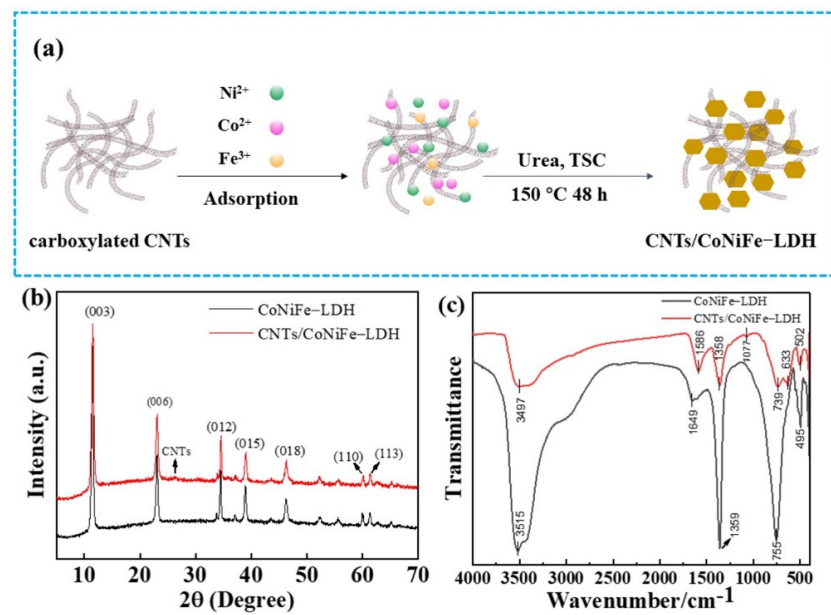 (a)
Ni²⁺
Co²⁺
Fe³⁺
Adsorption
Urea, TSC
150 °C 48 h
carboxylated CNTs
CNTs/CoNiFe−LDH
(b)
CoNiFe−LDH
CNTs/CoNiFe−LDH
(003)
(006)
CNTs
(012)
(015)
(018)
(110)
(113)
Intensity (a.u.)
10 20 30 40 50 60 70
2θ (Degree)
(c)
CoNiFe−LDH
CNTs/CoNiFe−LDH
3497
1586
1358
1077
739
633
502
3515
1649
1359
755
495
Transmittance
4000 3500 3000 2500 2000 1500 1000 500
Wavenumber/cm⁻¹